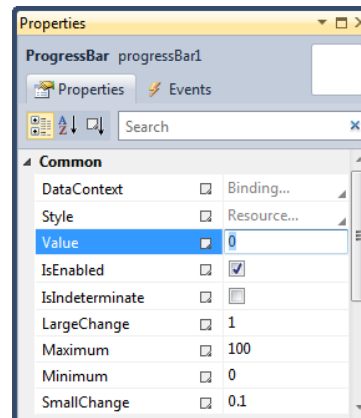 Properties
ProgressBar progressBar1
Properties Events
Search
Common
DataContext Binding...
Style Resource...
Value 0
IsEnabled
IsIndeterminate
LargeChange 1
Maximum 100
Minimum 0
SmallChange 0.1